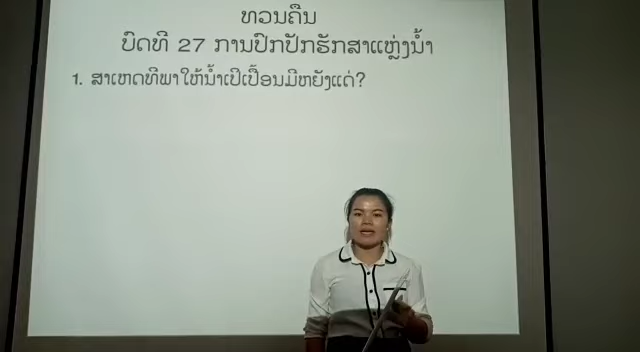 ທວນຄືນ
ບົດທີ 27 ການປົກປັກຮັກສາແຫຼ່ງນໍ້າ
1. ສາເຫດທີ່ພາໃຫ້ນໍ້າເປິເປື້ອນມີຫຍັງແດ່?